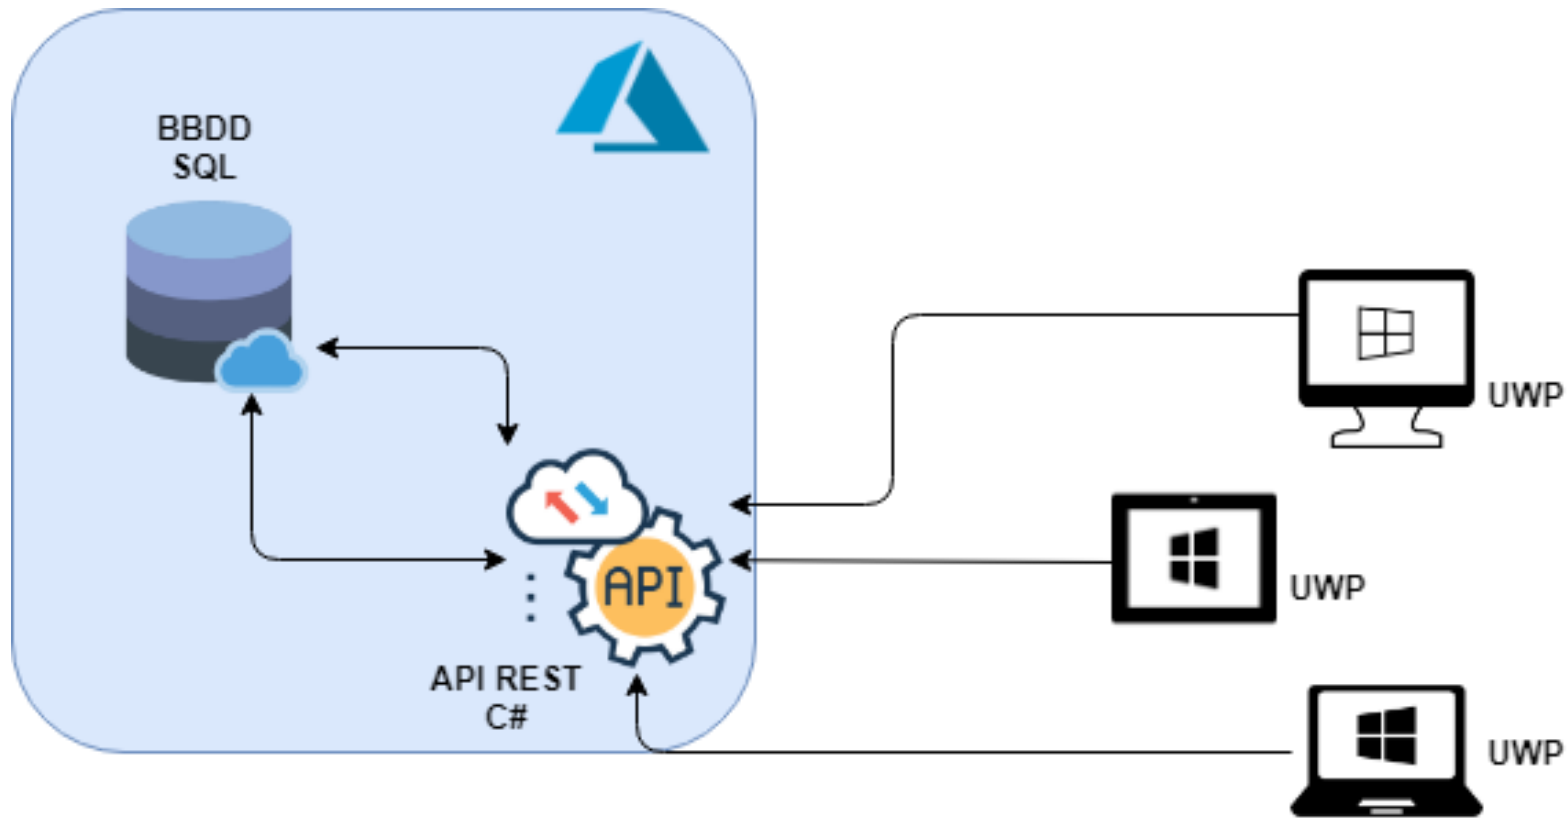 BBDD
SQL
UWP
API
UWP
API REST
C#
UWP